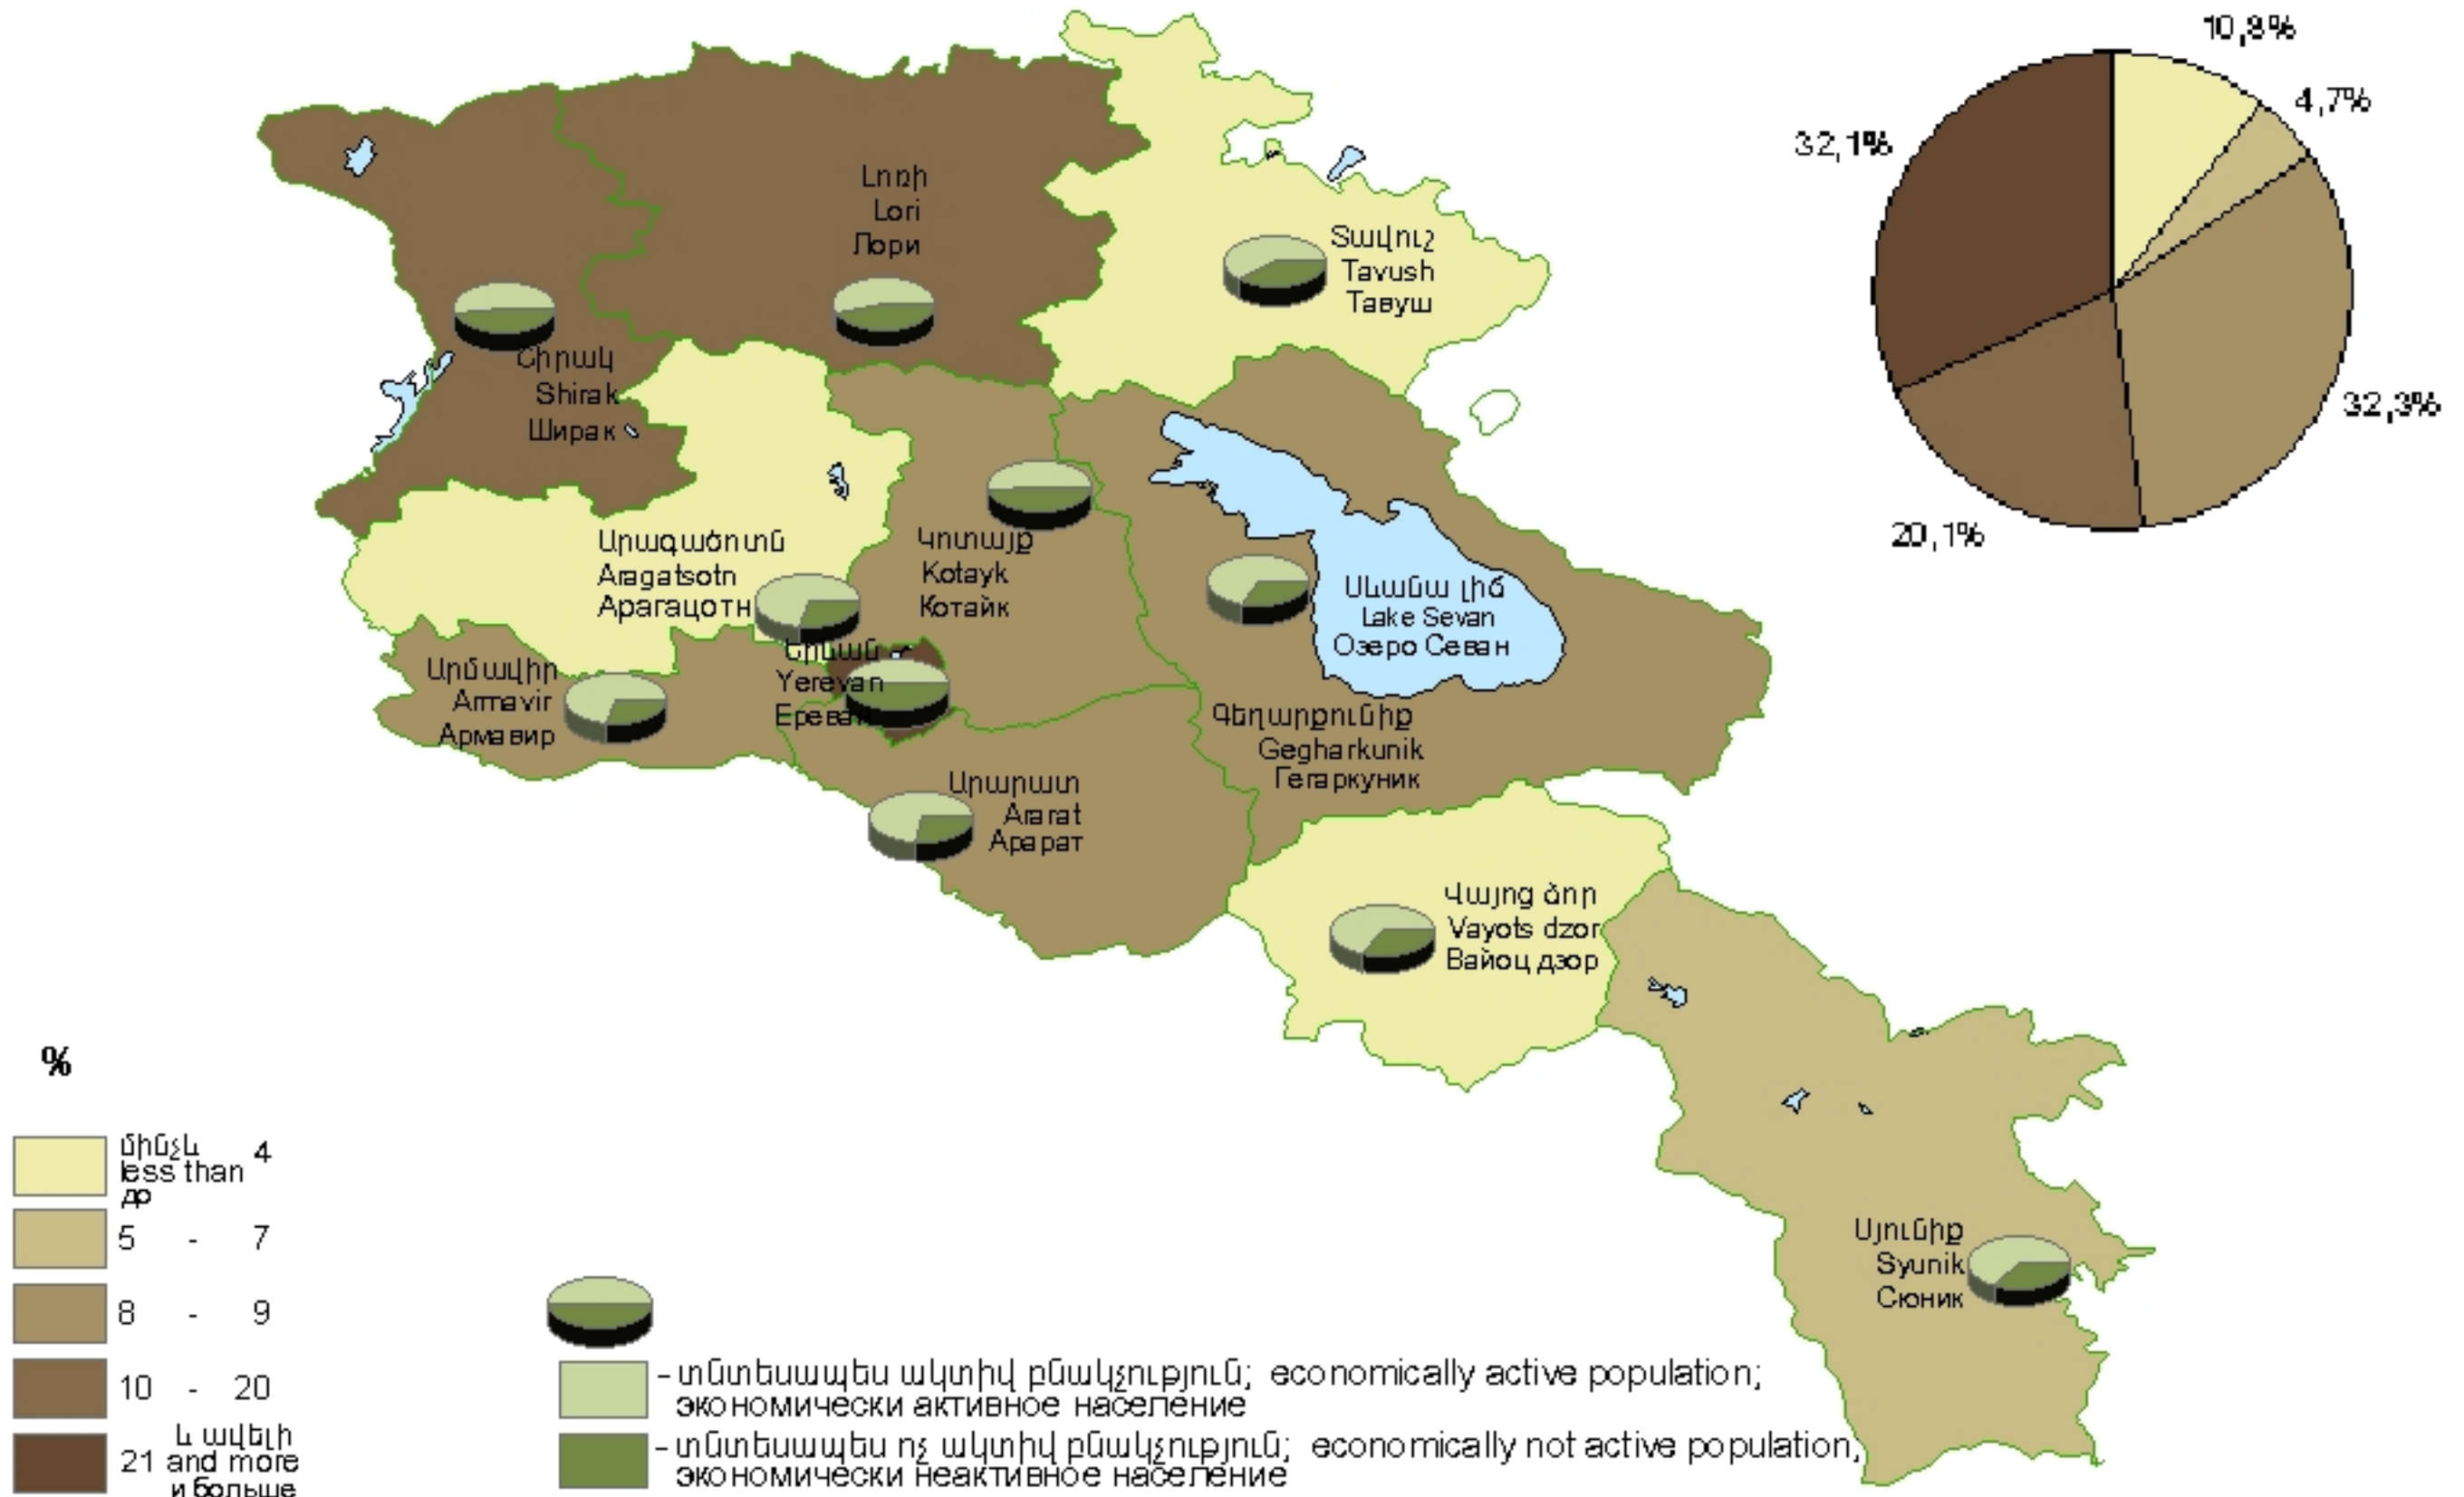 10,8%
4,7%
32,1%
32,3%
20,1%
Լոռի
Lori
Лори
Տավուշ
Tavush
Тавуш
Շիրակ
Shirak
Ширак
Արագածոտն
Aragatsotn
Арагацотн
Կոտայք
Kotayk
Котайк
Սևանա լիճ
Lake Sevan
Озеро Севан
Երևան
Yerevan
Ереван
Արմավիր
Armavir
Армавир
Գեղարքունիք
Gegharkunik
Гегаркуник
Արարատ
Ararat
Арарат
Վայոց ձոր
Vayots dzor
Вайоц дзор
Սյունիք
Syunik
Сюник
%
մինչև 4
less than
до
5 - 7
8 - 9
10 - 20
և ավելի
21 and more
и больше
- տնտեսապես ակտիվ բնակչություն; economically active population;
экономически активное население
- տնտեսապես ոչ ակտիվ բնակչություն; economically not active population;
экономически неактивное население